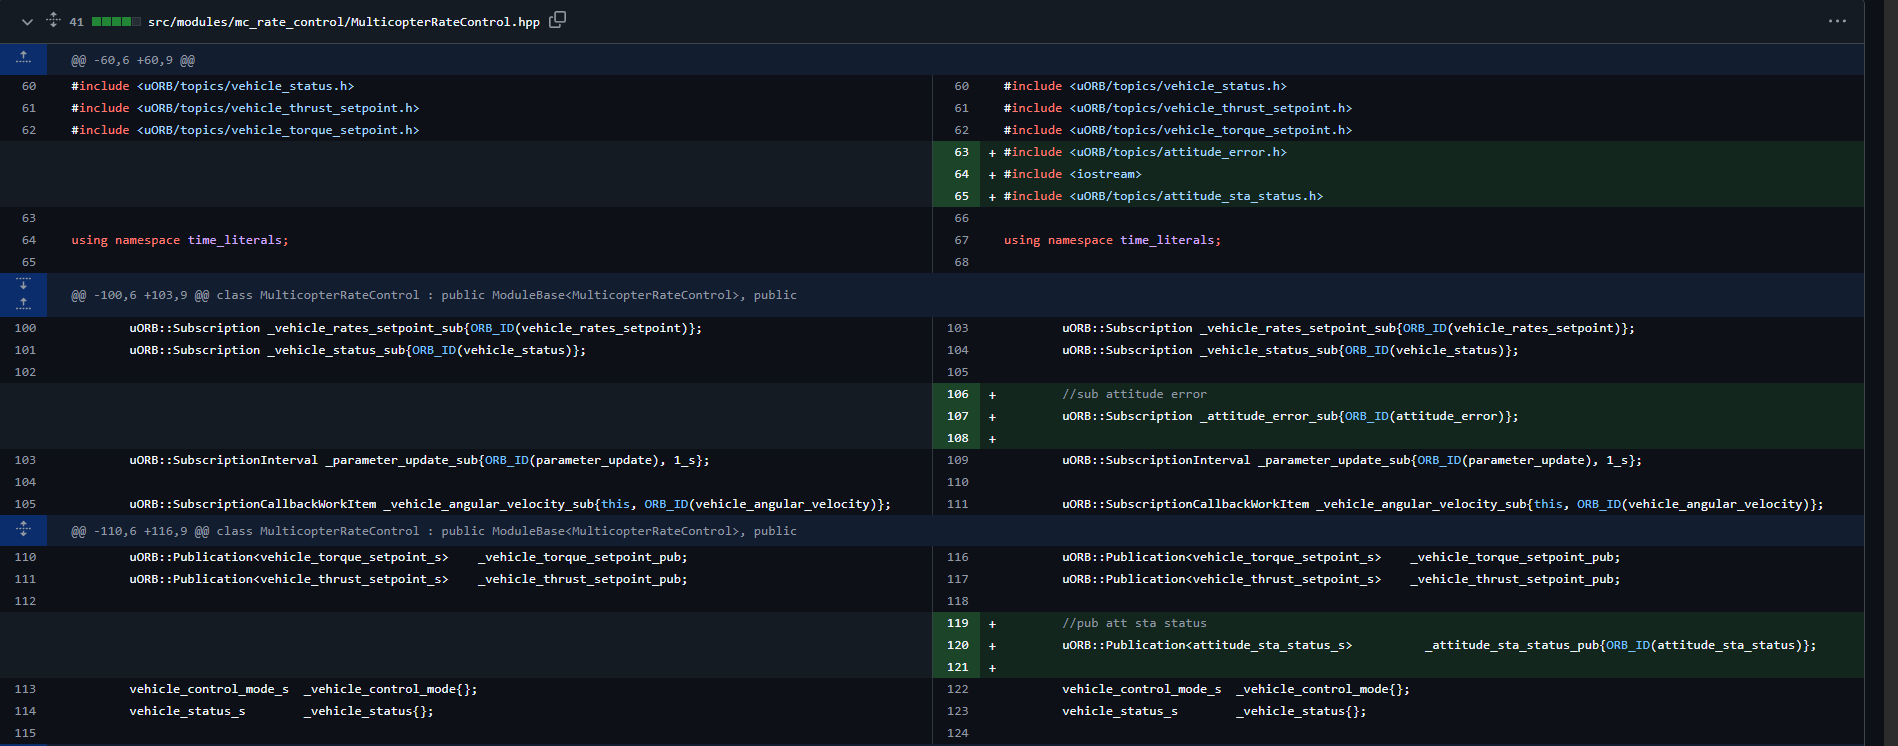 41 src/modules/mc_rate_control/MulticopterRateControl.hpp
@@ -60,6 +60,9 @@
60 #include <uORB/topics/vehicle_status.h> 60 #include <uORB/topics/vehicle_status.h>
61 #include <uORB/topics/vehicle_thrust_setpoint.h> 61 #include <uORB/topics/vehicle_thrust_setpoint.h>
62 #include <uORB/topics/vehicle_torque_setpoint.h> 62 #include <uORB/topics/vehicle_torque_setpoint.h>
63 + #include <uORB/topics/attitude_error.h>
64 + #include <iostream>
65 + #include <uORB/topics/attitude_sta_status.h>
63 66
64 using namespace time_literals; 67 using namespace time_literals;
65 68
@@ -100,6 +103,9 @@ class MulticopterRateControl : public ModuleBase<MulticopterRateControl>, public
100 uORB::Subscription _vehicle_rates_setpoint_sub{ORB_ID(vehicle_rates_setpoint)}; 103 uORB::Subscription _vehicle_rates_setpoint_sub{ORB_ID(vehicle_rates_setpoint)};
101 uORB::Subscription _vehicle_status_sub{ORB_ID(vehicle_status)}; 104 uORB::Subscription _vehicle_status_sub{ORB_ID(vehicle_status)};
102 105
106 + //sub attitude error
107 + uORB::Subscription _attitude_error_sub{ORB_ID(attitude_error)};
108 +
103 uORB::SubscriptionInterval _parameter_update_sub{ORB_ID(parameter_update), 1_s}; 109 uORB::SubscriptionInterval _parameter_update_sub{ORB_ID(parameter_update), 1_s};
104 110
105 uORB::SubscriptionCallbackWorkItem _vehicle_angular_velocity_sub{this, ORB_ID(vehicle_angular_velocity)}; 111 uORB::SubscriptionCallbackWorkItem _vehicle_angular_velocity_sub{this, ORB_ID(vehicle_angular_velocity)};
@@ -110,6 +116,9 @@ class MulticopterRateControl : public ModuleBase<MulticopterRateControl>, public
110 uORB::Publication<vehicle_torque_setpoint_s> _vehicle_torque_setpoint_pub; 116 uORB::Publication<vehicle_torque_setpoint_s> _vehicle_torque_setpoint_pub;
111 uORB::Publication<vehicle_thrust_setpoint_s> _vehicle_thrust_setpoint_pub; 117 uORB::Publication<vehicle_thrust_setpoint_s> _vehicle_thrust_setpoint_pub;
112 118
119 + //pub att sta status
120 + uORB::Publication<attitude_sta_status_s> _attitude_sta_status_pub{ORB_ID(attitude_sta_status)};
121 +
113 vehicle_control_mode_s _vehicle_control_mode{}; 122 vehicle_control_mode_s _vehicle_control_mode{};
114 vehicle_status_s _vehicle_status{}; 123 vehicle_status_s _vehicle_status{};
115 124